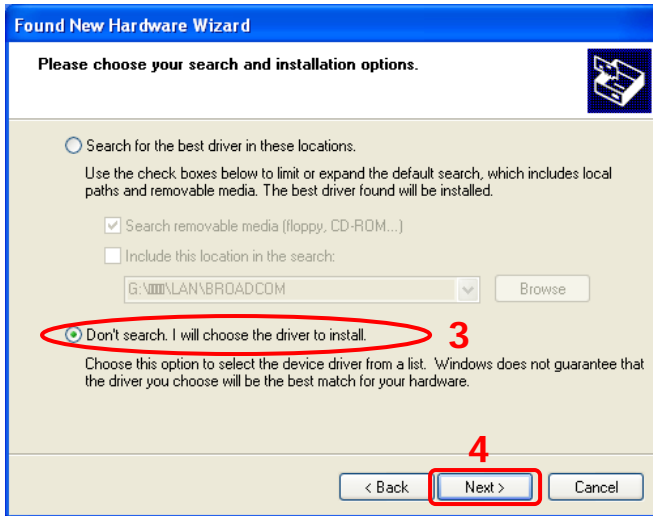 Found New Hardware Wizard
Please choose your search and installation options.
Search for the best driver in these locations.
Use the check boxes below to limit or expand the default search, which includes local
paths and removable media. The best driver found will be installed.
Search removable media (floppy, CD-ROM...)
Include this location in the search:
\LAN\BROADCOM
Browse
Don't search. I will choose the driver to install.
3
Choose this option to select the device driver from a list. Windows does not guarantee that
the driver you choose will be the best match for your hardware.
4
< Back
Next >
Cancel